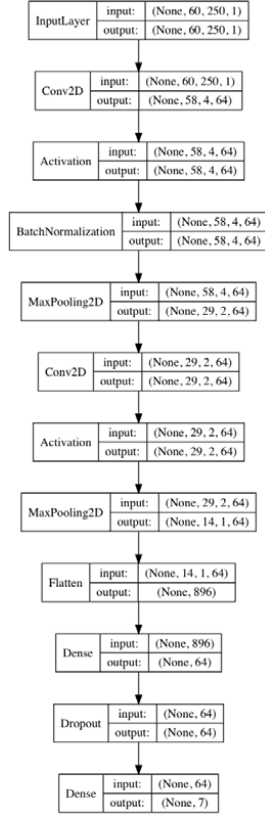 InputLayer input: (None, 60, 250, 1)
output: (None, 60, 250, 1)
Conv2D input: (None, 60, 250, 1)
output: (None, 58, 4, 64)
Activation input: (None, 58, 4, 64)
output: (None, 58, 4, 64)
BatchNormalization input: (None, 58, 4, 64)
output: (None, 58, 4, 64)
MaxPooling2D input: (None, 58, 4, 64)
output: (None, 29, 2, 64)
Conv2D input: (None, 29, 2, 64)
output: (None, 29, 2, 64)
Activation input: (None, 29, 2, 64)
output: (None, 29, 2, 64)
MaxPooling2D input: (None, 29, 2, 64)
output: (None, 14, 1, 64)
Flatten input: (None, 14, 1, 64)
output: (None, 896)
Dense input: (None, 896)
output: (None, 64)
Dropout input: (None, 64)
output: (None, 64)
Dense input: (None, 64)
output: (None, 7)